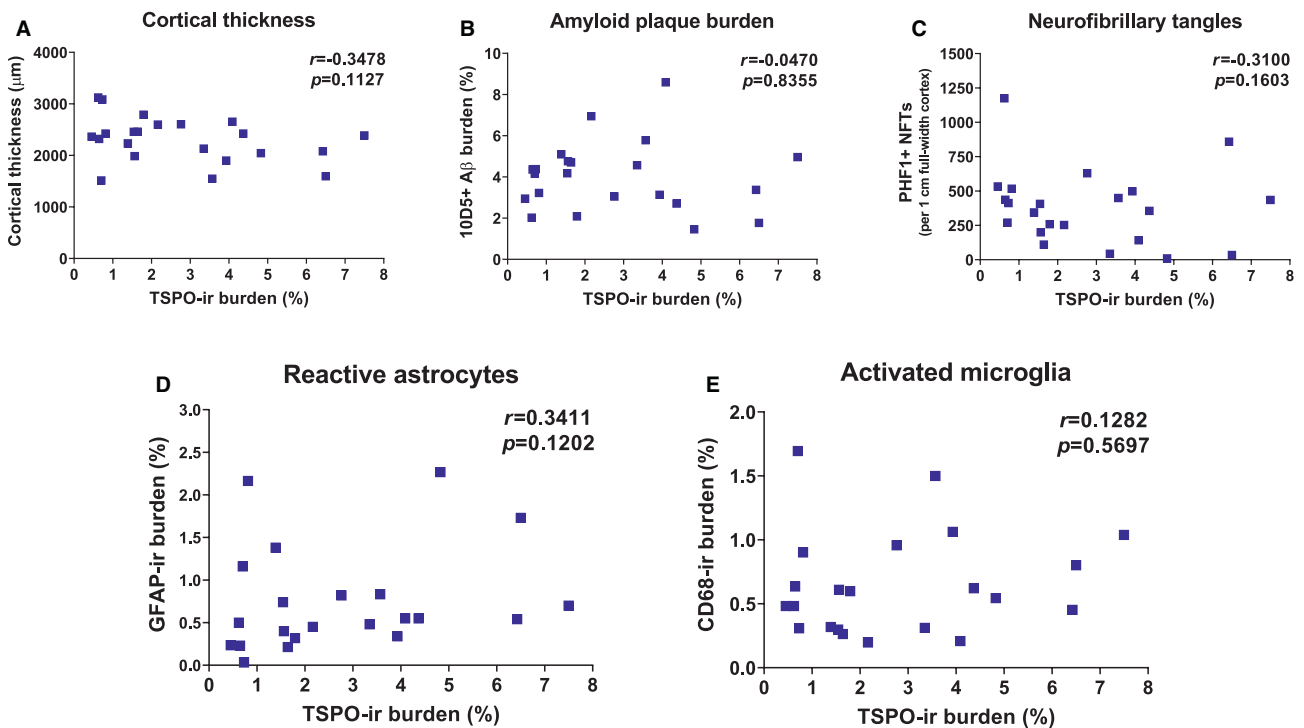 A
Cortical thickness
r=-0.3478
p=0.1127
Cortical thickness (μm)
4000
3000
2000
1000
0
0 1 2 3 4 5 6 7 8
TSPO-ir burden (%)
B
Amyloid plaque burden
r=-0.0470
p=0.8355
10D5+ Aβ burden (%)
10
8
6
4
2
0
0 1 2 3 4 5 6 7 8
TSPO-ir burden (%)
C
Neurofibrillary tangles
r=-0.3100
p=0.1603
PHF1+ NFTs
(per 1 cm full-width cortex)
1500
1250
1000
750
500
250
0
0 1 2 3 4 5 6 7 8
TSPO-ir burden (%)
D
Reactive astrocytes
r=0.3411
p=0.1202
GFAP-ir burden (%)
3.0
2.5
2.0
1.5
1.0
0.5
0.0
0 1 2 3 4 5 6 7 8
TSPO-ir burden (%)
E
Activated microglia
r=0.1282
p=0.5697
CD68-ir burden (%)
2.0
1.5
1.0
0.5
0.0
0 1 2 3 4 5 6 7 8
TSPO-ir burden (%)